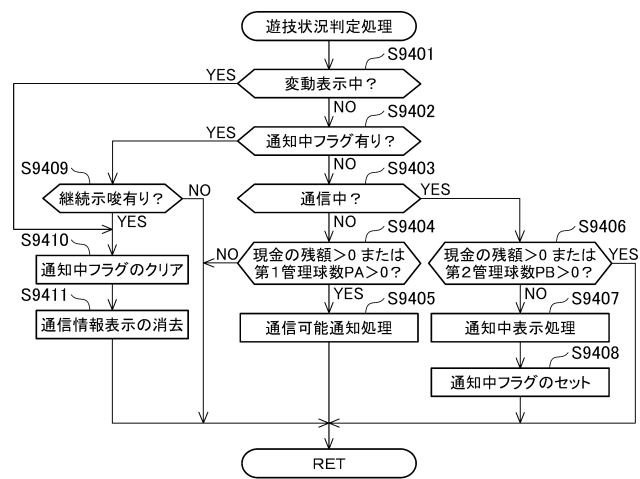 遊技状況判定処理
S9401
変動表示中?
YES
NO
S9402
通知中フラグ有り?
YES
NO
S9409
継続示唆有り?
NO
YES
S9403
通信中?
YES
NO
S9410
通知中フラグのクリア
S9411
通信情報表示の消去
S9404
現金の残額>0 または
第1管理球数PA>0?
NO
YES
S9405
通信可能通知処理
S9406
現金の残額>0 または
第2管理球数PB>0?
YES
NO
S9407
通知中表示処理
S9408
通知中フラグのセット
RET